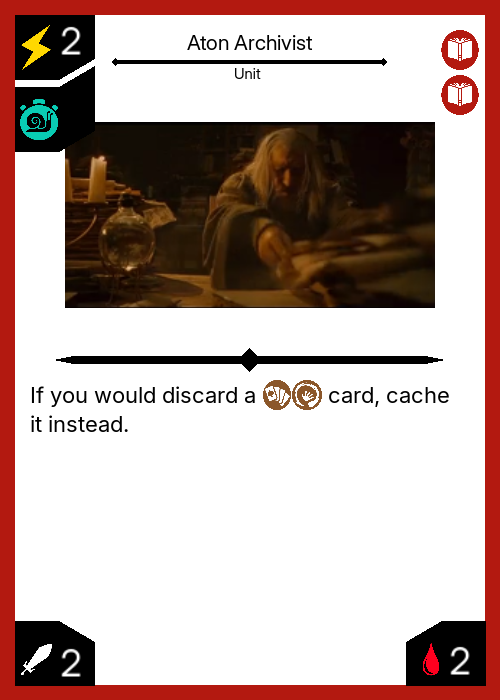 2
Aton Archivist
Unit
If you would discard a card, cache
it instead.
2
2